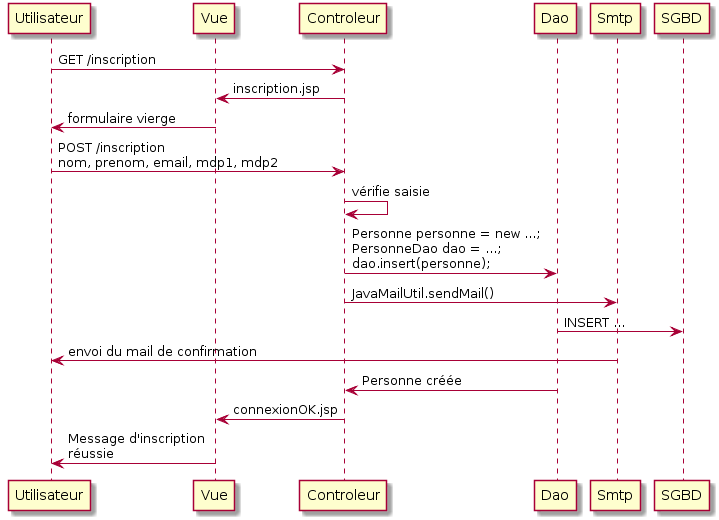 Utilisateur Vue Controleur Dao Smtp SGBD
GET /inscription
inscription.jsp
formulaire vierge
POST /inscription
nom, prenom, email, mdp1, mdp2
vérifie saisie
Personne personne = new ...;
PersonneDao dao = ...;
dao.insert(personne);
JavaMailUtil.sendMail()
INSERT ...
envoi du mail de confirmation
Personne créée
connexionOK.jsp
Message d'inscription
réussie
Utilisateur Vue Controleur Dao Smtp SGBD